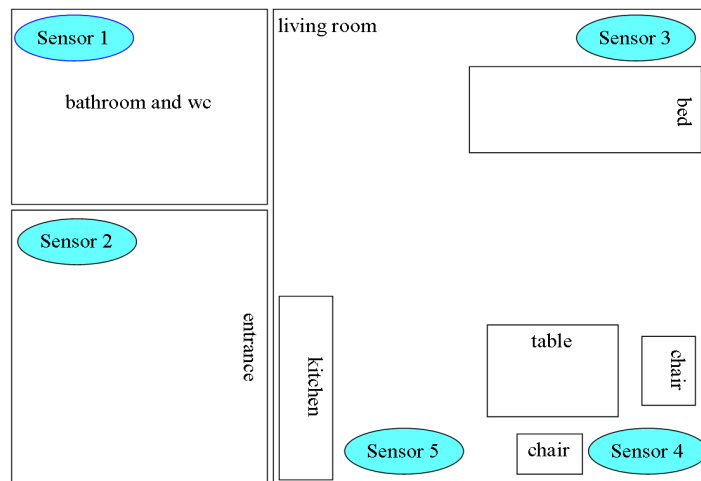 Sensor 1
living room
Sensor 3
bathroom and wc
bed
Sensor 2
entrance
kitchen
table
chair
Sensor 5
chair
Sensor 4